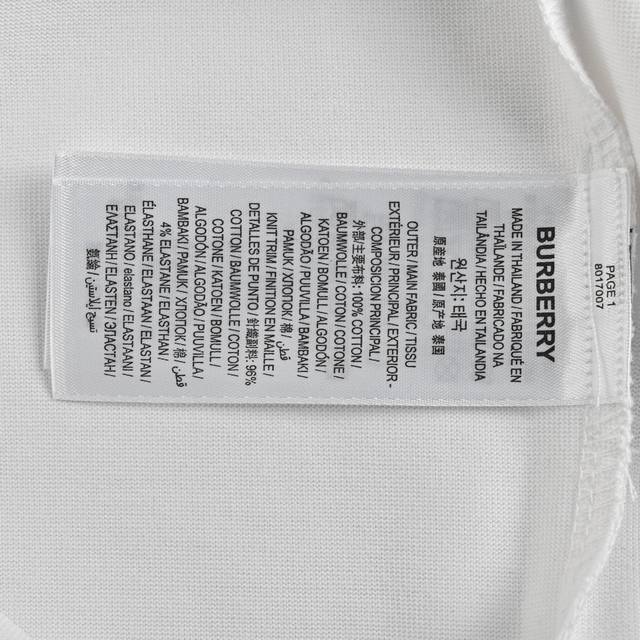 PAGE 1
8017007
BURBERRY
MADE IN THAILAND / FABRIQUÉ EN
THAÏLANDE / FABRICADO NA
TAILÂNDIA / HECHO EN TAILANDIA
원산지: 태국
原産地 泰國 / 原产地 泰国
OUTER / MAIN FABRIC / TISSU
EXTÉRIEUR / PRINCIPAL / EXTERIOR -
COMPOSICION PRINCIPAL /
外部/主要布料: 100% COTTON /
BAUMWOLLE / COTON / COTONE /
KATOEN / BOMULL / ALGODÓN /
ALGODÃO / PUUVILLA / BAMBAKI /
PAMUK / ХЛОПОК / 棉 / قطن
KNITTRIM / FINITION EN MAILLE /
DETALLES DE PUNTO / 針織副料: 96%
COTTON / BAUMWOLLE / COTON /
COTONE / KATOEN / BOMULL /
ALGODÓN / ALGODÃO / PUUVILLA /
BAMBAKI / PAMUK / ХЛОПОК / 棉 / قطن
4% ELASTANE / ELASTHAN /
ÉLASTHANE / ELASTAAN / ELASTAN /
ELASTANO / elastano / ELASTAANI /
ΕΛΑΣΤΑΝΗ / ELASTEN / ЭЛАСТАН /
氨綸 / نسيج إيلاستين